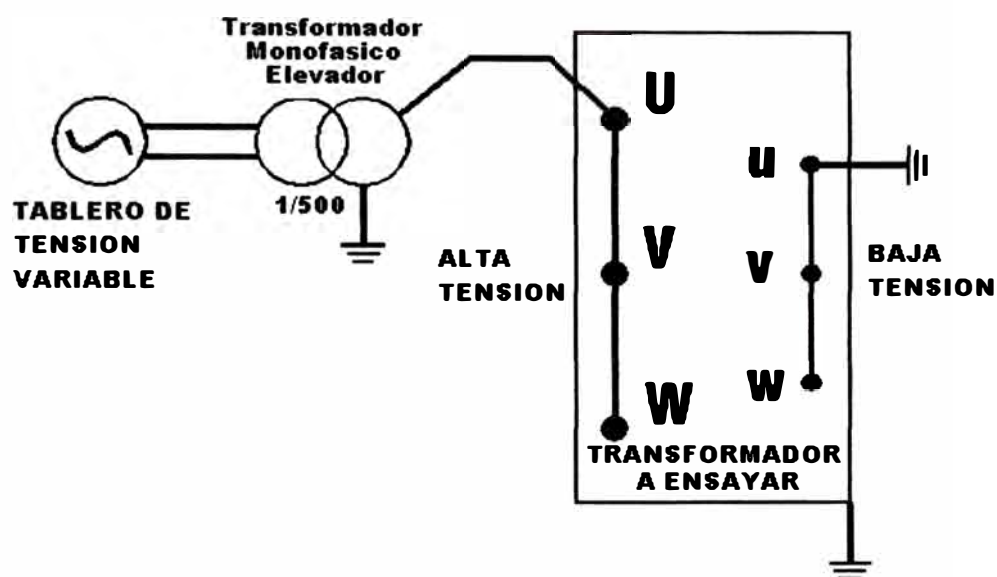 Transformador
Monofasico
Elevador
1/500
TABLERO DE
TENSION
VARIABLE
ALTA
TENSION
U
V
W
u
v
w
BAJA
TENSION
TRANSFORMADOR
A ENSAYAR